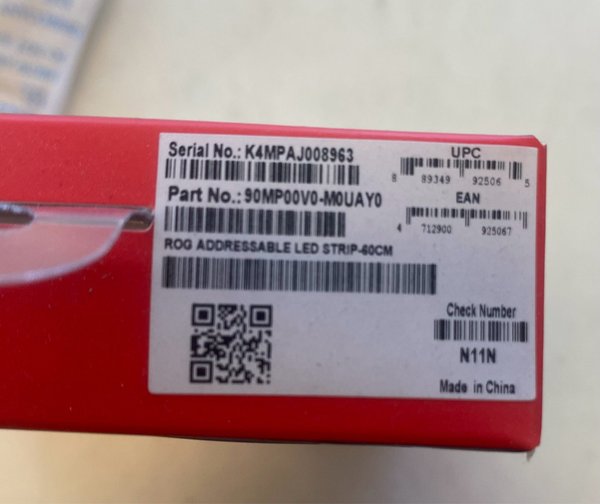 Serial No.: K4MPAJ008963
UPC
8 89349 92506 5
Part No.: 90MP00V0-M0UAY0
EAN
4 712900 925067
ROG ADDRESSABLE LED STRIP-60CM
Check Number
N11N
Made in China